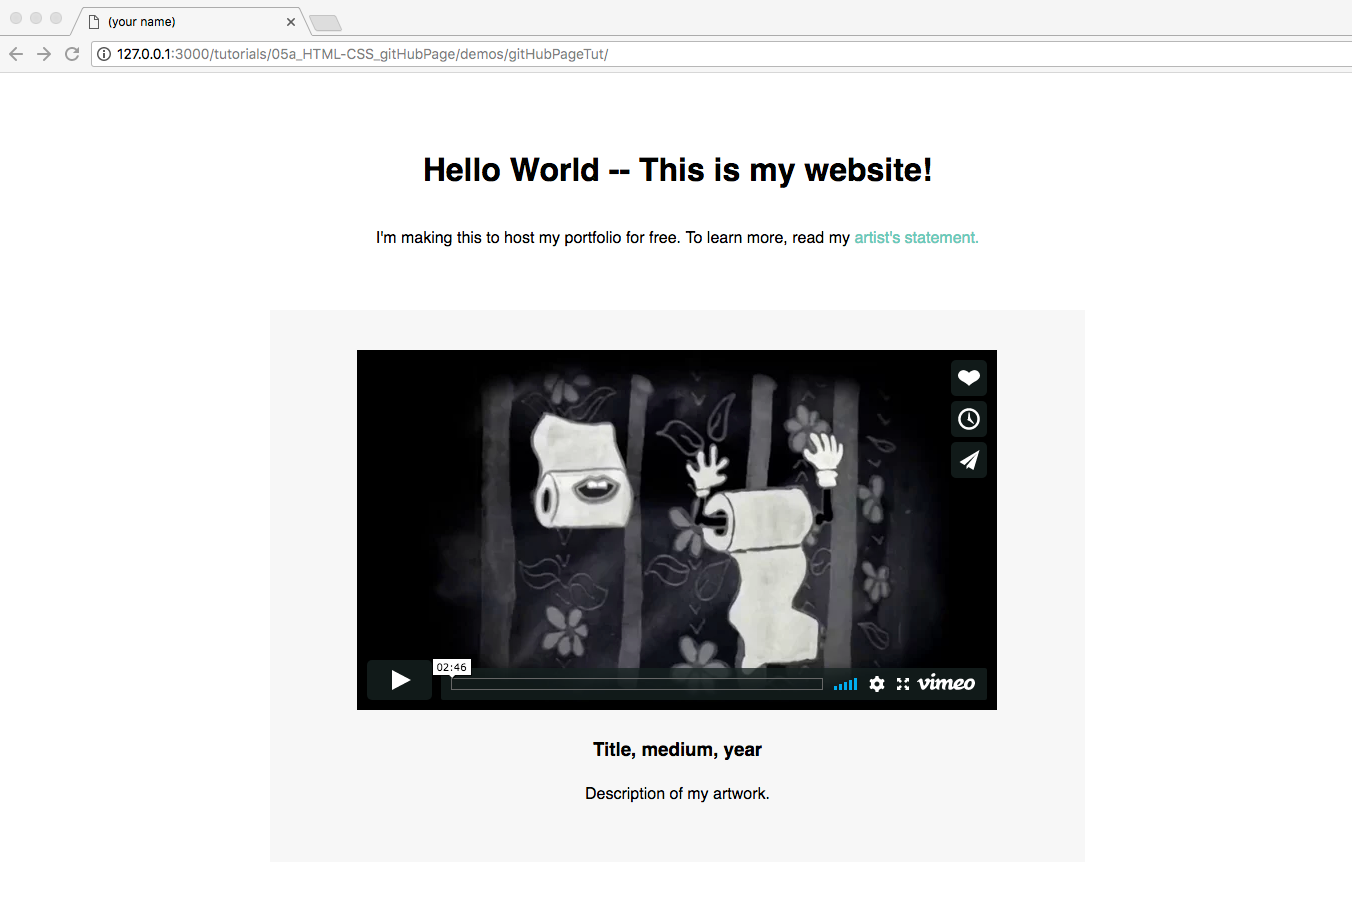 (your name)
127.0.0.1:3000/tutorials/05a_HTML-CSS_gitHubPage/demos/gitHubPageTut/
Hello World -- This is my website!
I'm making this to host my portfolio for free. To learn more, read my artist's statement.
02:46
vimeo
Title, medium, year
Description of my artwork.